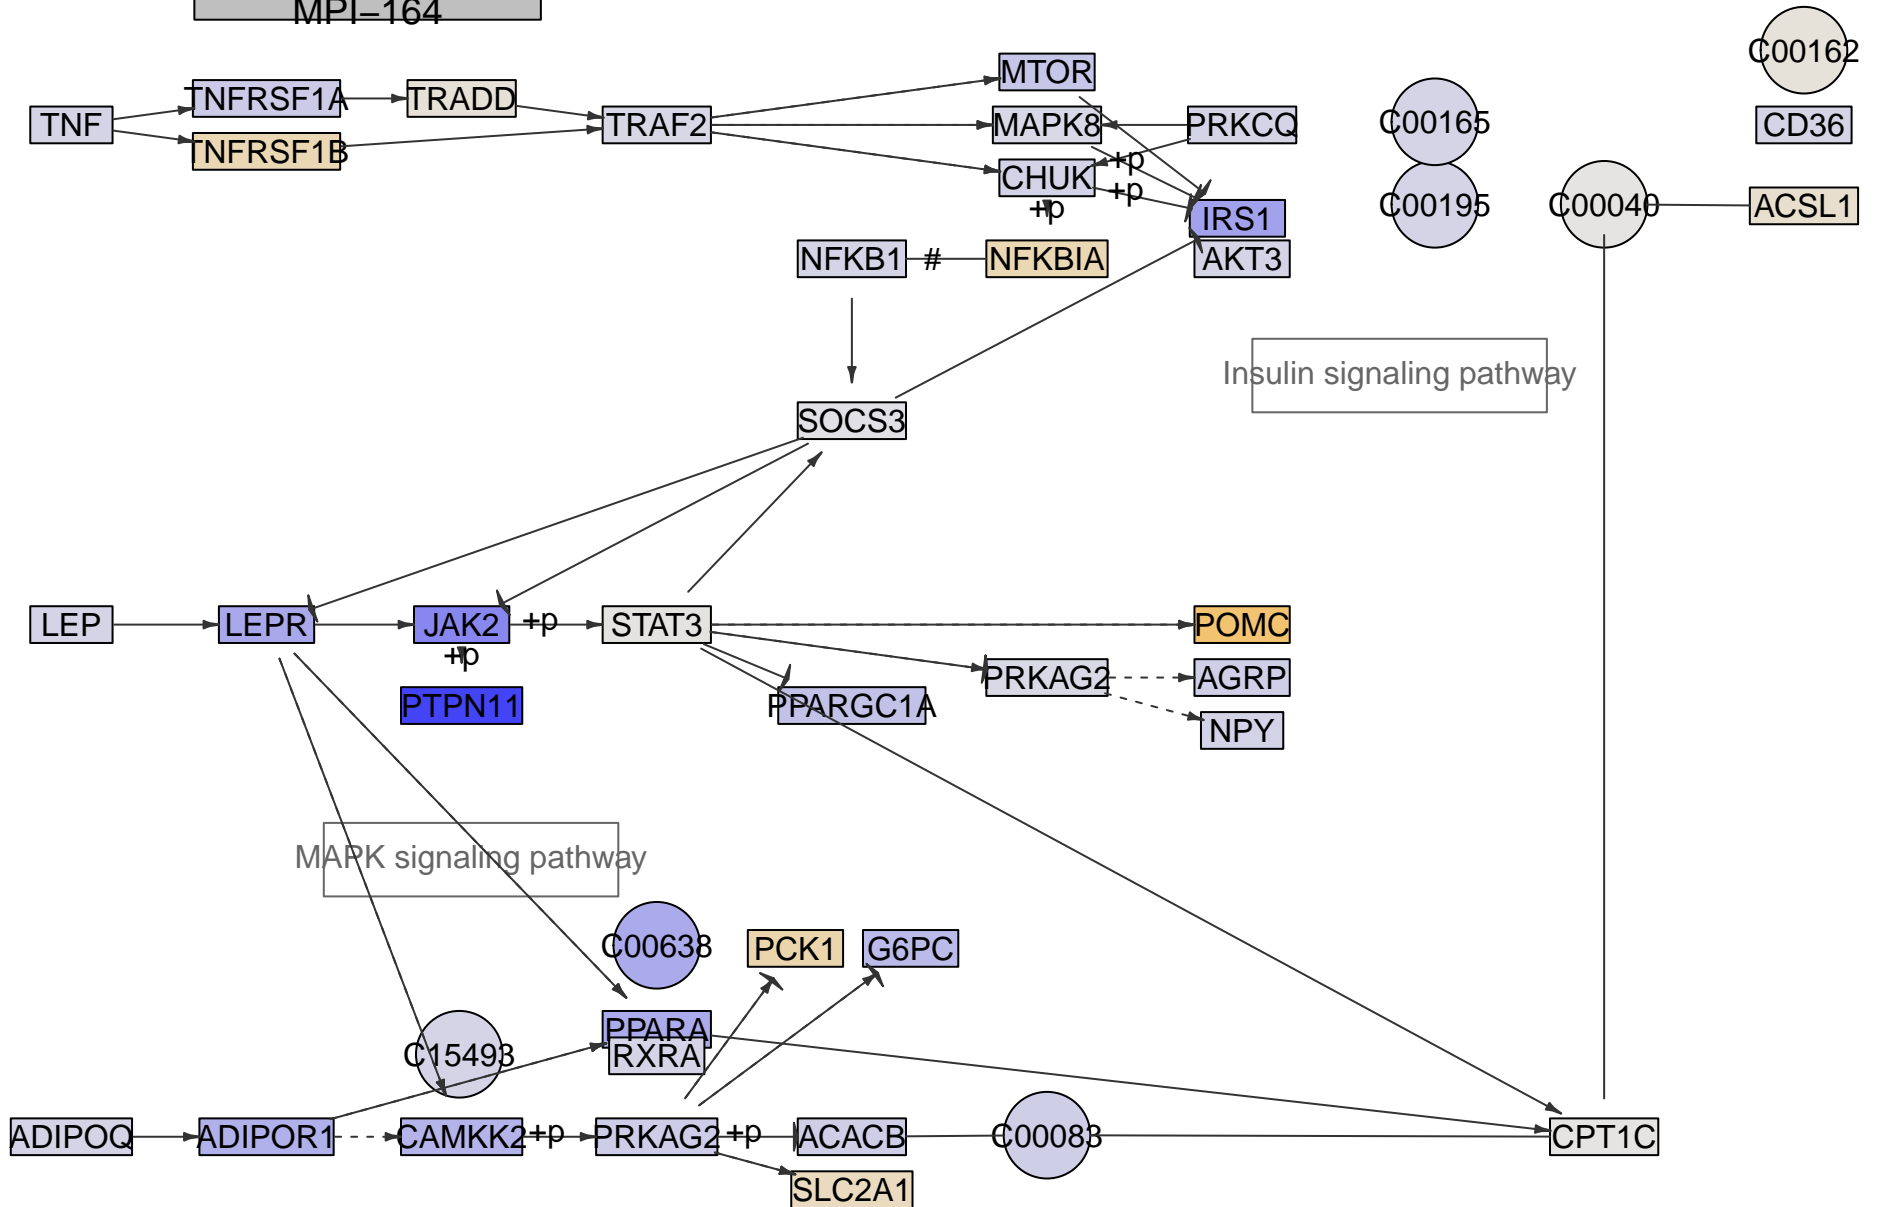 MPI–164
C00162
MTOR
TNFRSF1A
TRADD
TNF
TRAF2
MAPK8
PRKCQ
C00165
CD36
TNFRSF1B
+p
CHUK
+p
+p
C00195
C00040
ACSL1
IRS1
NFKB1
#
NFKBIA
AKT3
Insulin signaling pathway
SOCS3
LEP
LEPR
JAK2
+p
STAT3
POMC
+p
PRKAG2
AGRP
PTPN11
PPARGC1A
NPY
MAPK signaling pathway
C00638
PCK1
G6PC
PPARA
C15493
RXRA
ADIPOQ
ADIPOR1
CAMKK2
+p
PRKAG2
+p
ACACB
C00083
CPT1C
SLC2A1